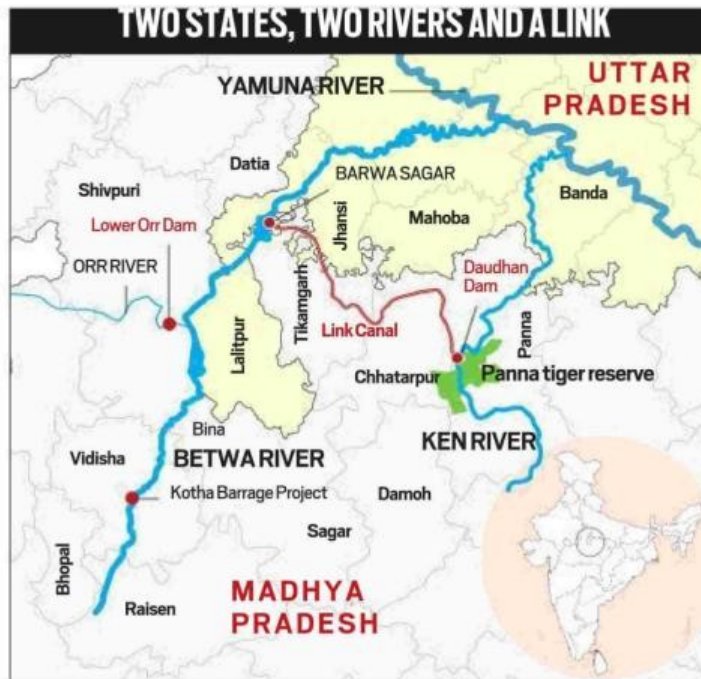 TWO STATES, TWO RIVERS AND A LINK
YAMUNA RIVER
UTTAR
PRADESH
Datia
BARWA SAGAR
Shivpuri
Banda
Jhansi
Mahoba
Lower Orr Dam
ORR RIVER
Daudhan
Dam
Tikamgarh
Link Canal
Lalitpur
Panna
Chhatarpur
Panna tiger reserve
Bina
KEN RIVER
Vidisha
BETWA RIVER
Kotha Barrage Project
Damoh
Sagar
Bhopal
MADHYA
PRADESH
Raisen